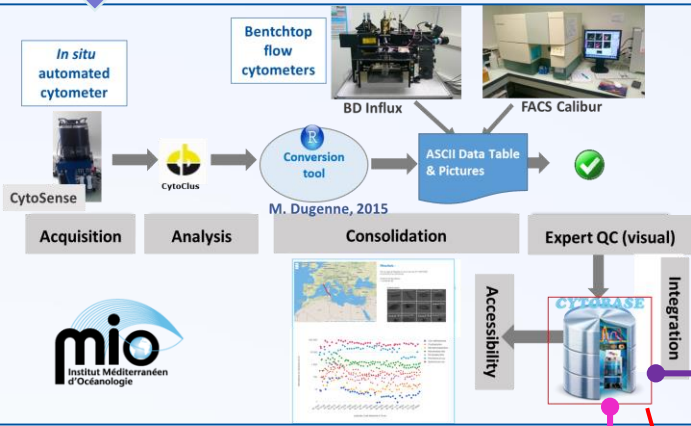 In situ
automated
cytometer
Bentchtop
flow
cytometers
BD Influx
FACS Calibur
CytoSense
CytoClus
R
Conversion
tool
M. Dugenne, 2015
ASCII Data Table
& Pictures
Acquisition
Analysis
Consolidation
Expert QC (visual)
mio
Institut Méditerranéen
d'Océanologie
Accessibility
CYTOBASE
Integration